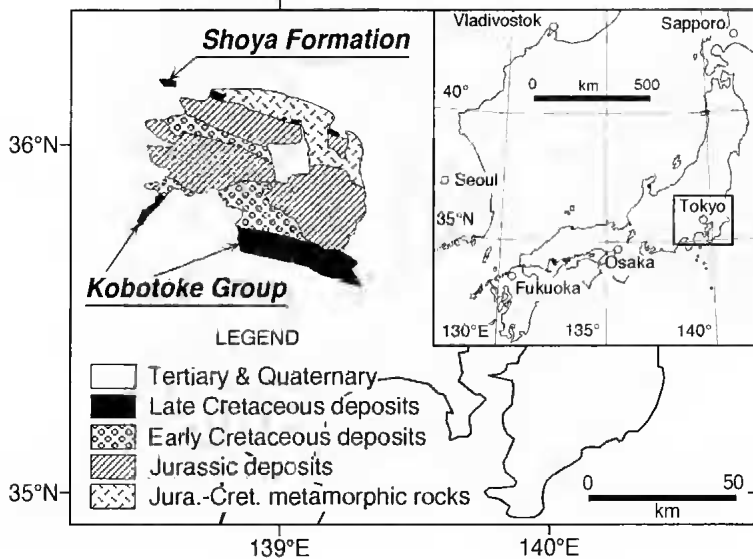 Shoya Formation
Kobotoke Group
36°N
35°N
139°E
140°E
LEGEND
Tertiary & Quaternary
Late Cretaceous deposits
Early Cretaceous deposits
Jurassic deposits
Jura.-Cret. metamorphic rocks
0 50
km
Vladivostok
Sapporo
0 km 500
40°
Seoul
35°N
Tokyo
Osaka
Fukuoka
130°E
135°
140°